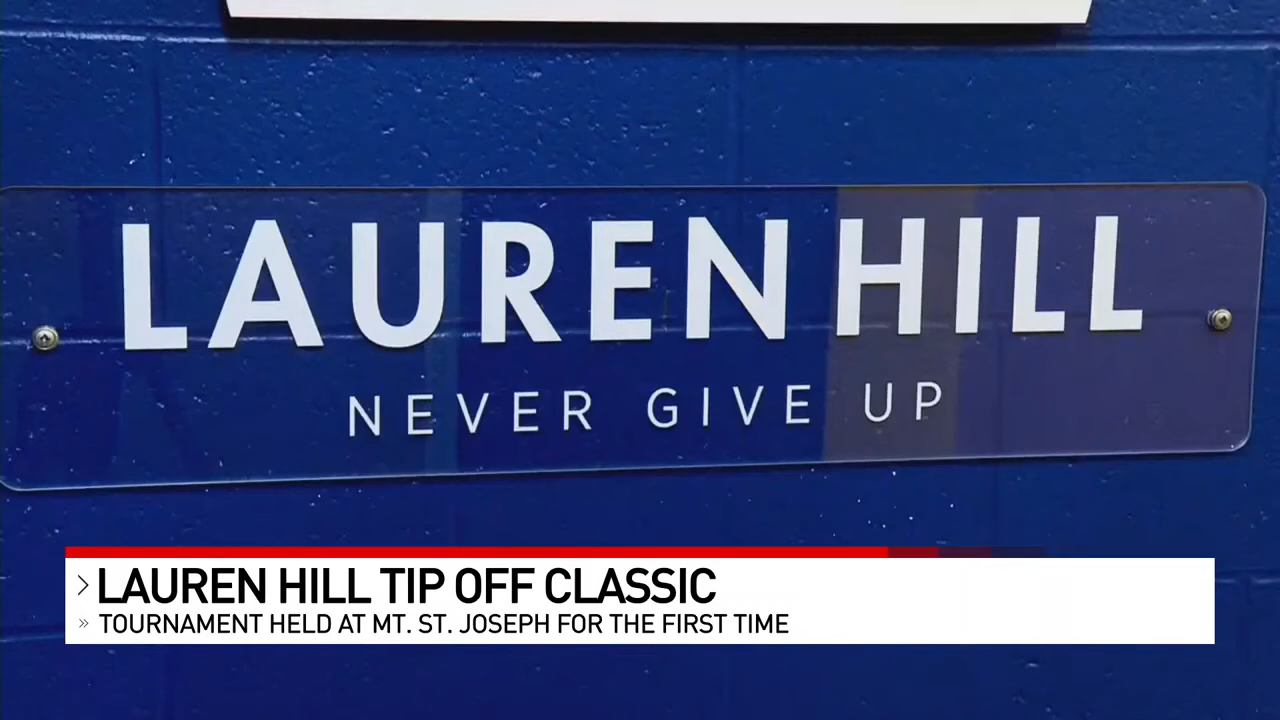 LAUREN HILL
NEVER GIVE UP
LAUREN HILL TIP OFF CLASSIC
TOURNAMENT HELD AT MT. ST. JOSEPH FOR THE FIRST TIME